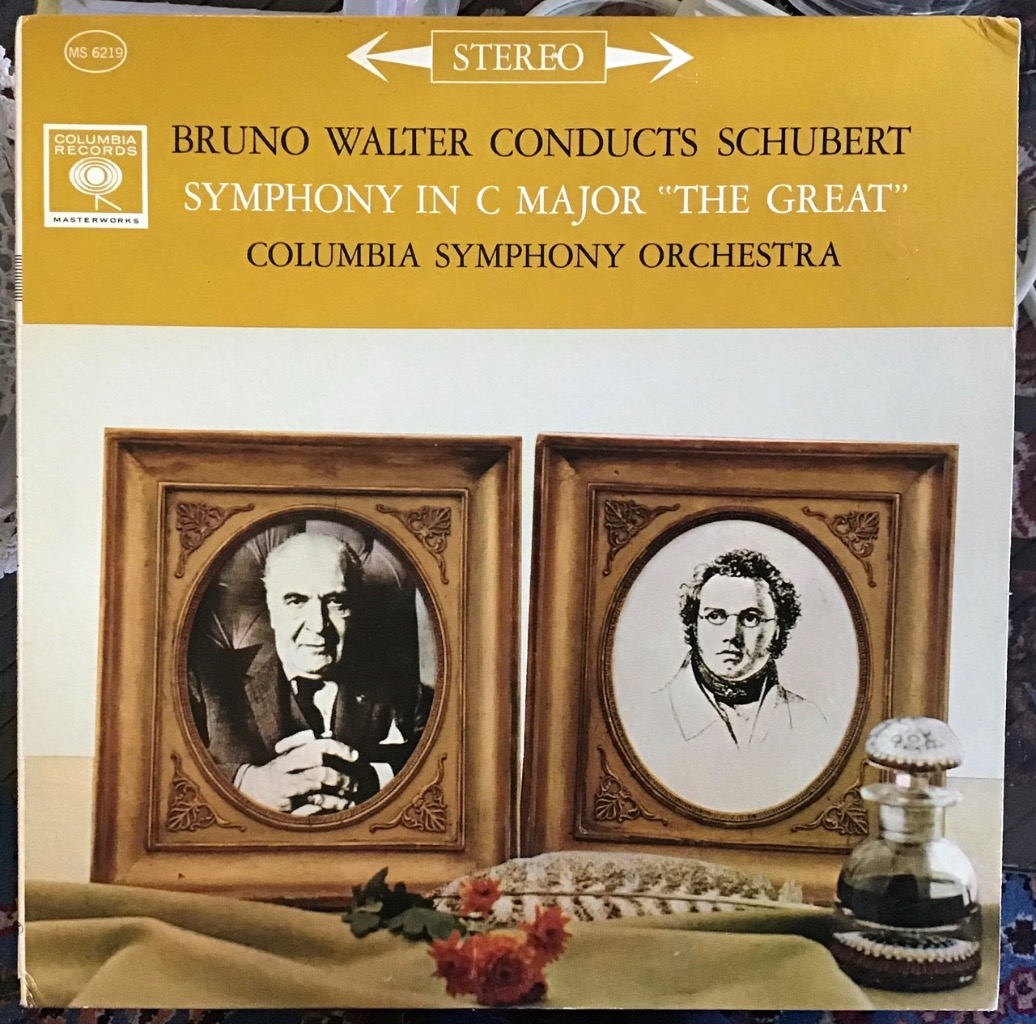 MS 6219
STEREO
COLUMBIA
RECORDS
MASTERWORKS
BRUNO WALTER CONDUCTS SCHUBERT
SYMPHONY IN C MAJOR “THE GREAT”
COLUMBIA SYMPHONY ORCHESTRA